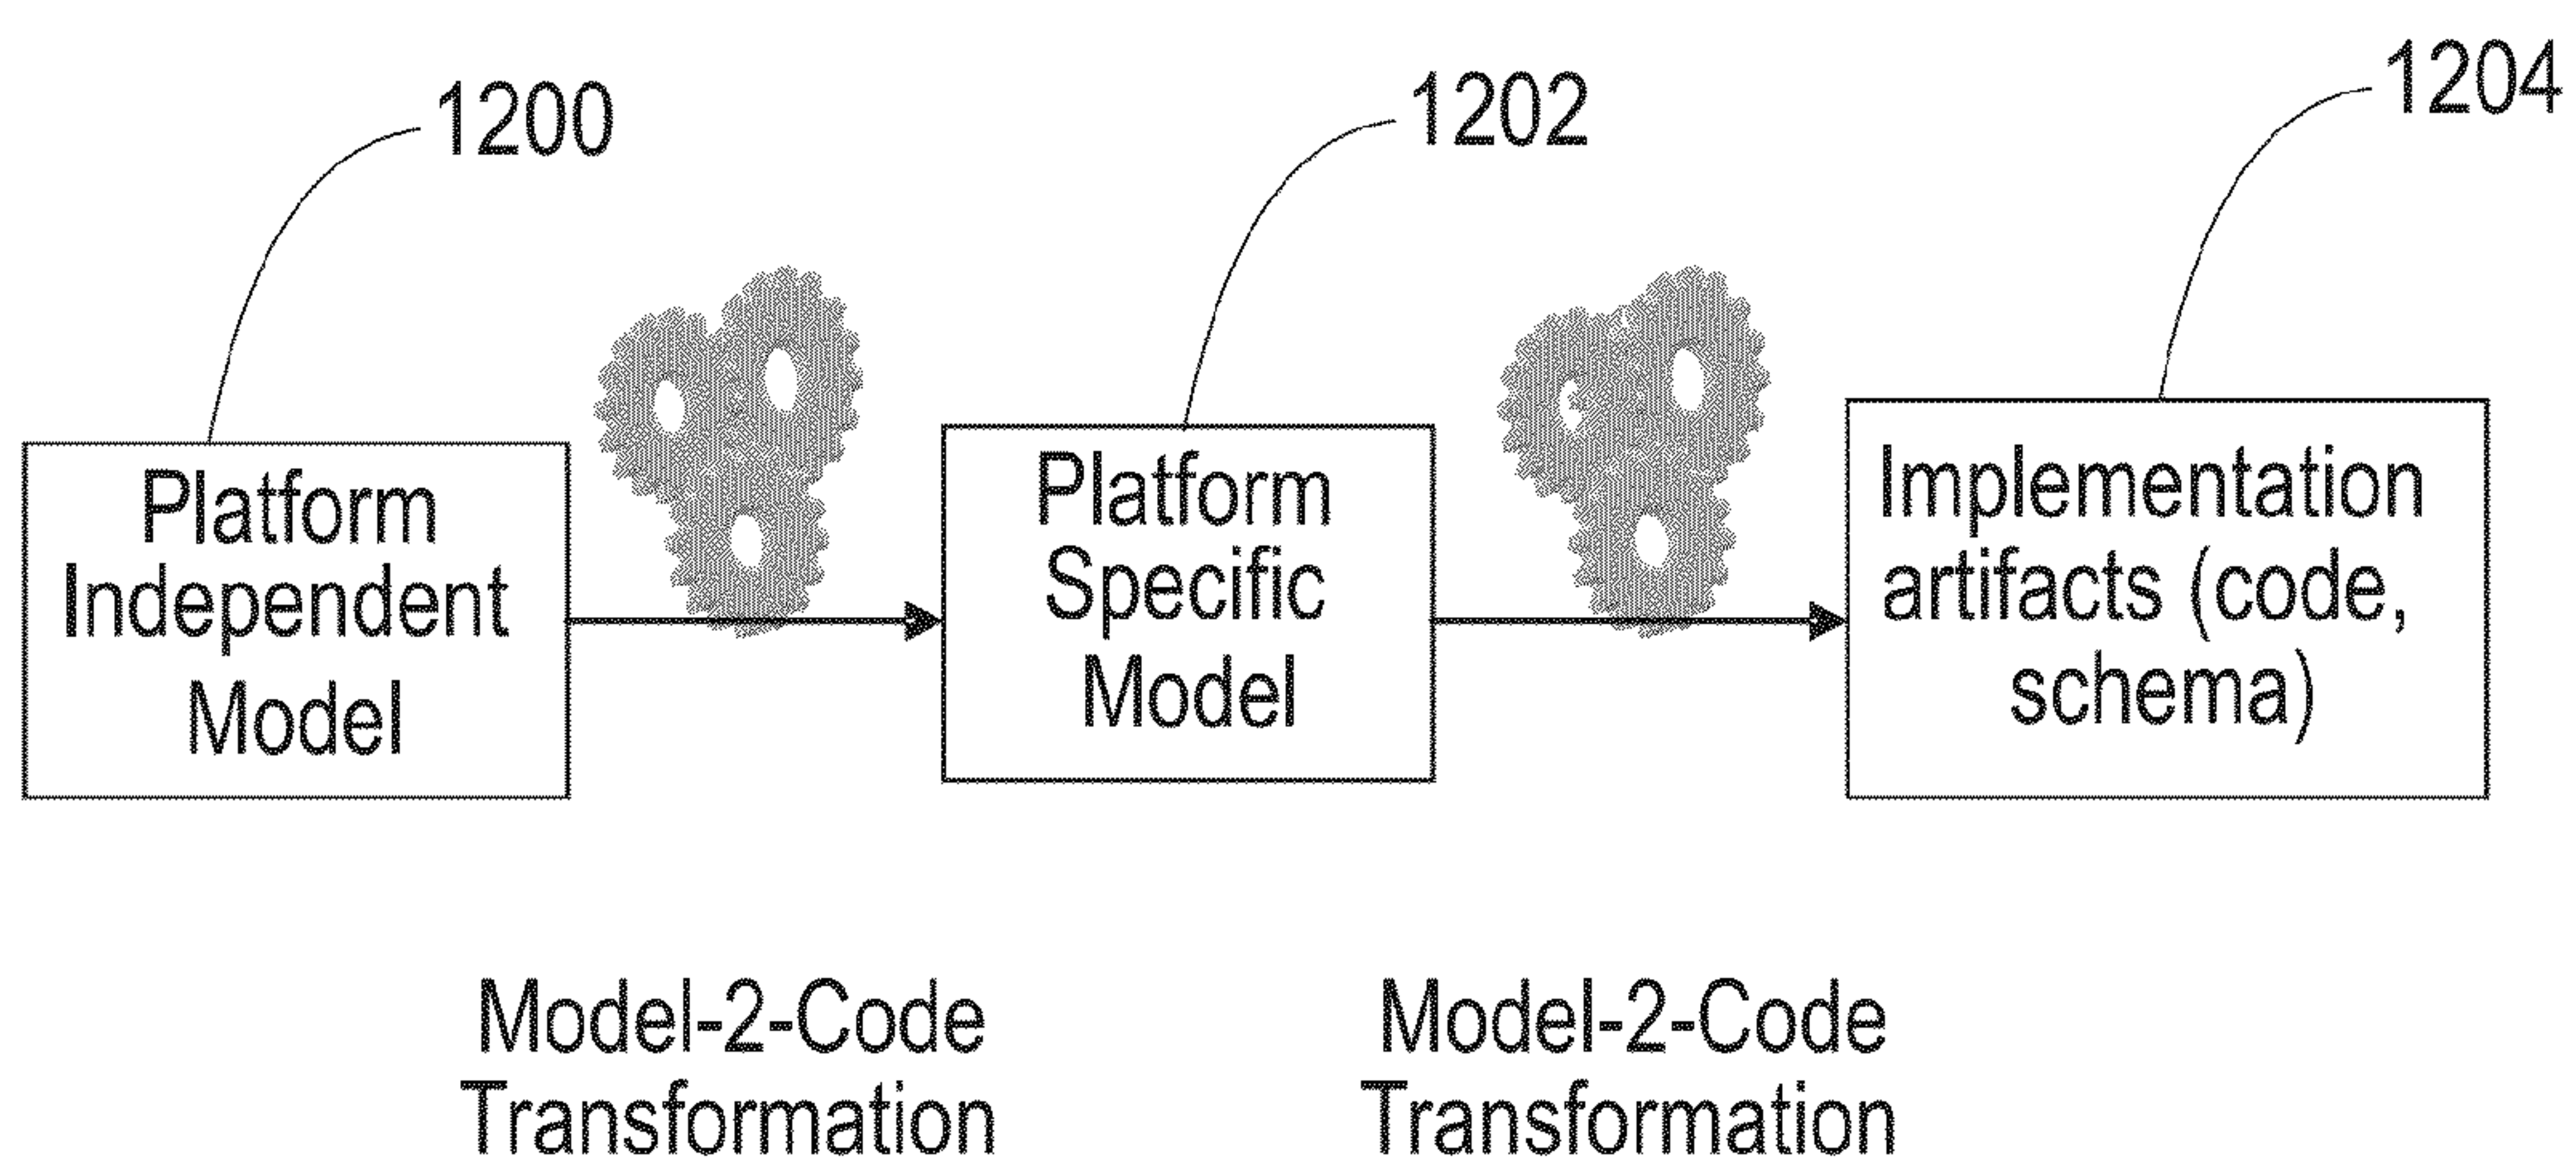 1200
1202
1204
Platform
Independent
Model
Platform
Specific
Model
Implementation
artifacts (code,
schema)
Model-2-Code
Transformation
Model-2-Code
Transformation